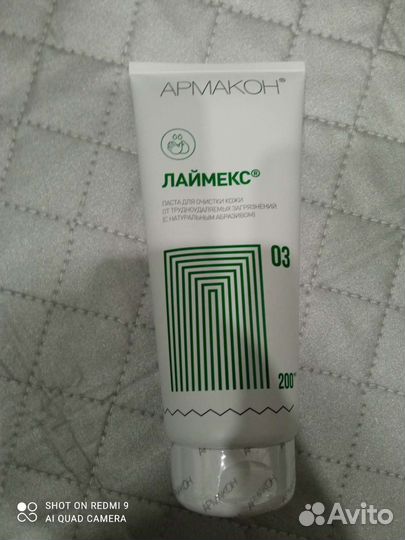 АРМАКОН®
ЛАЙМЕКС®
ПАСТА ДЛЯ ОЧИСТКИ КОЖИ
ОТ ТРУДНОУДАЛЯЕМЫХ ЗАГРЯЗНЕНИЙ
(С НАТУРАЛЬНЫМ АБРАЗИВОМ)
03
200
АРМАКОН
SHOT ON REDMI 9
AI QUAD CAMERA
Avito